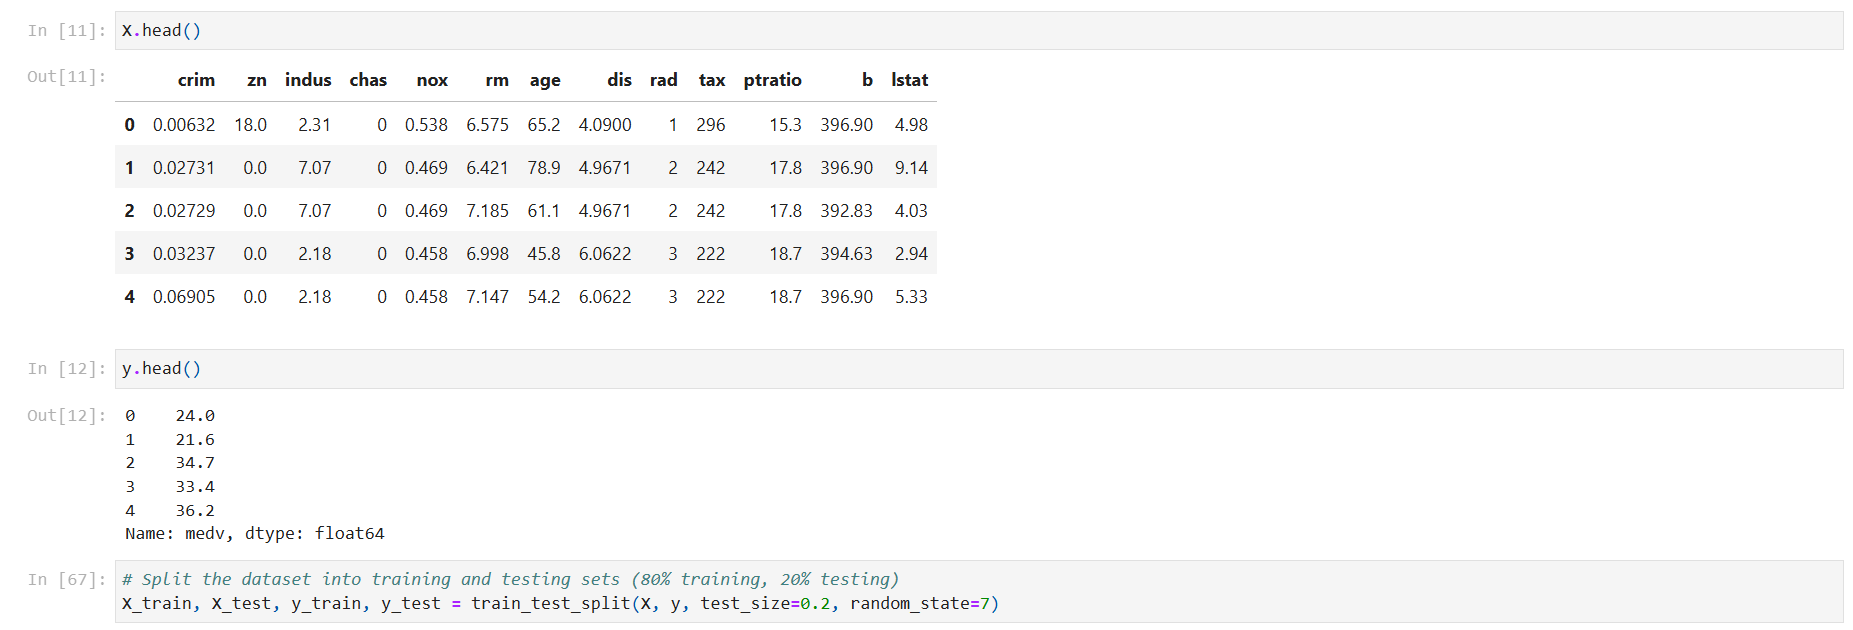 In [11]: X.head()
Out[11]:
crim zn indus chas nox rm age dis rad tax ptratio b lstat
0 0.00632 18.0 2.31 0 0.538 6.575 65.2 4.0900 1 296 15.3 396.90 4.98
1 0.02731 0.0 7.07 0 0.469 6.421 78.9 4.9671 2 242 17.8 396.90 9.14
2 0.02729 0.0 7.07 0 0.469 7.185 61.1 4.9671 2 242 17.8 392.83 4.03
3 0.03237 0.0 2.18 0 0.458 6.998 45.8 6.0622 3 222 18.7 394.63 2.94
4 0.06905 0.0 2.18 0 0.458 7.147 54.2 6.0622 3 222 18.7 396.90 5.33
In [12]: y.head()
Out[12]: 0 24.0
1 21.6
2 34.7
3 33.4
4 36.2
Name: medv, dtype: float64
In [67]: # Split the dataset into training and testing sets (80% training, 20% testing)
X_train, X_test, y_train, y_test = train_test_split(X, y, test_size=0.2, random_state=7)